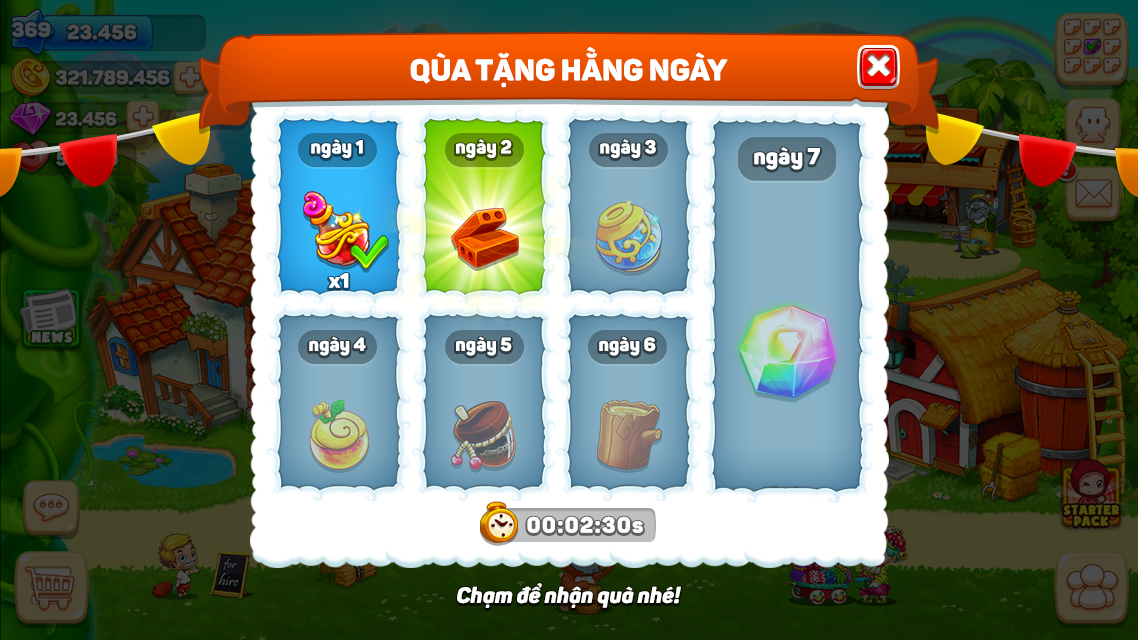 369
23.456
QÙA TẶNG HẰNG NGÀY
321.789.456
23.456
ngày 1
ngày 2
ngày 3
ngày 7
x1
NEWS
ngày 4
ngày 5
ngày 6
00:02:30s
STARTER
PACK
for
hire
Chạm để nhận quà nhé!